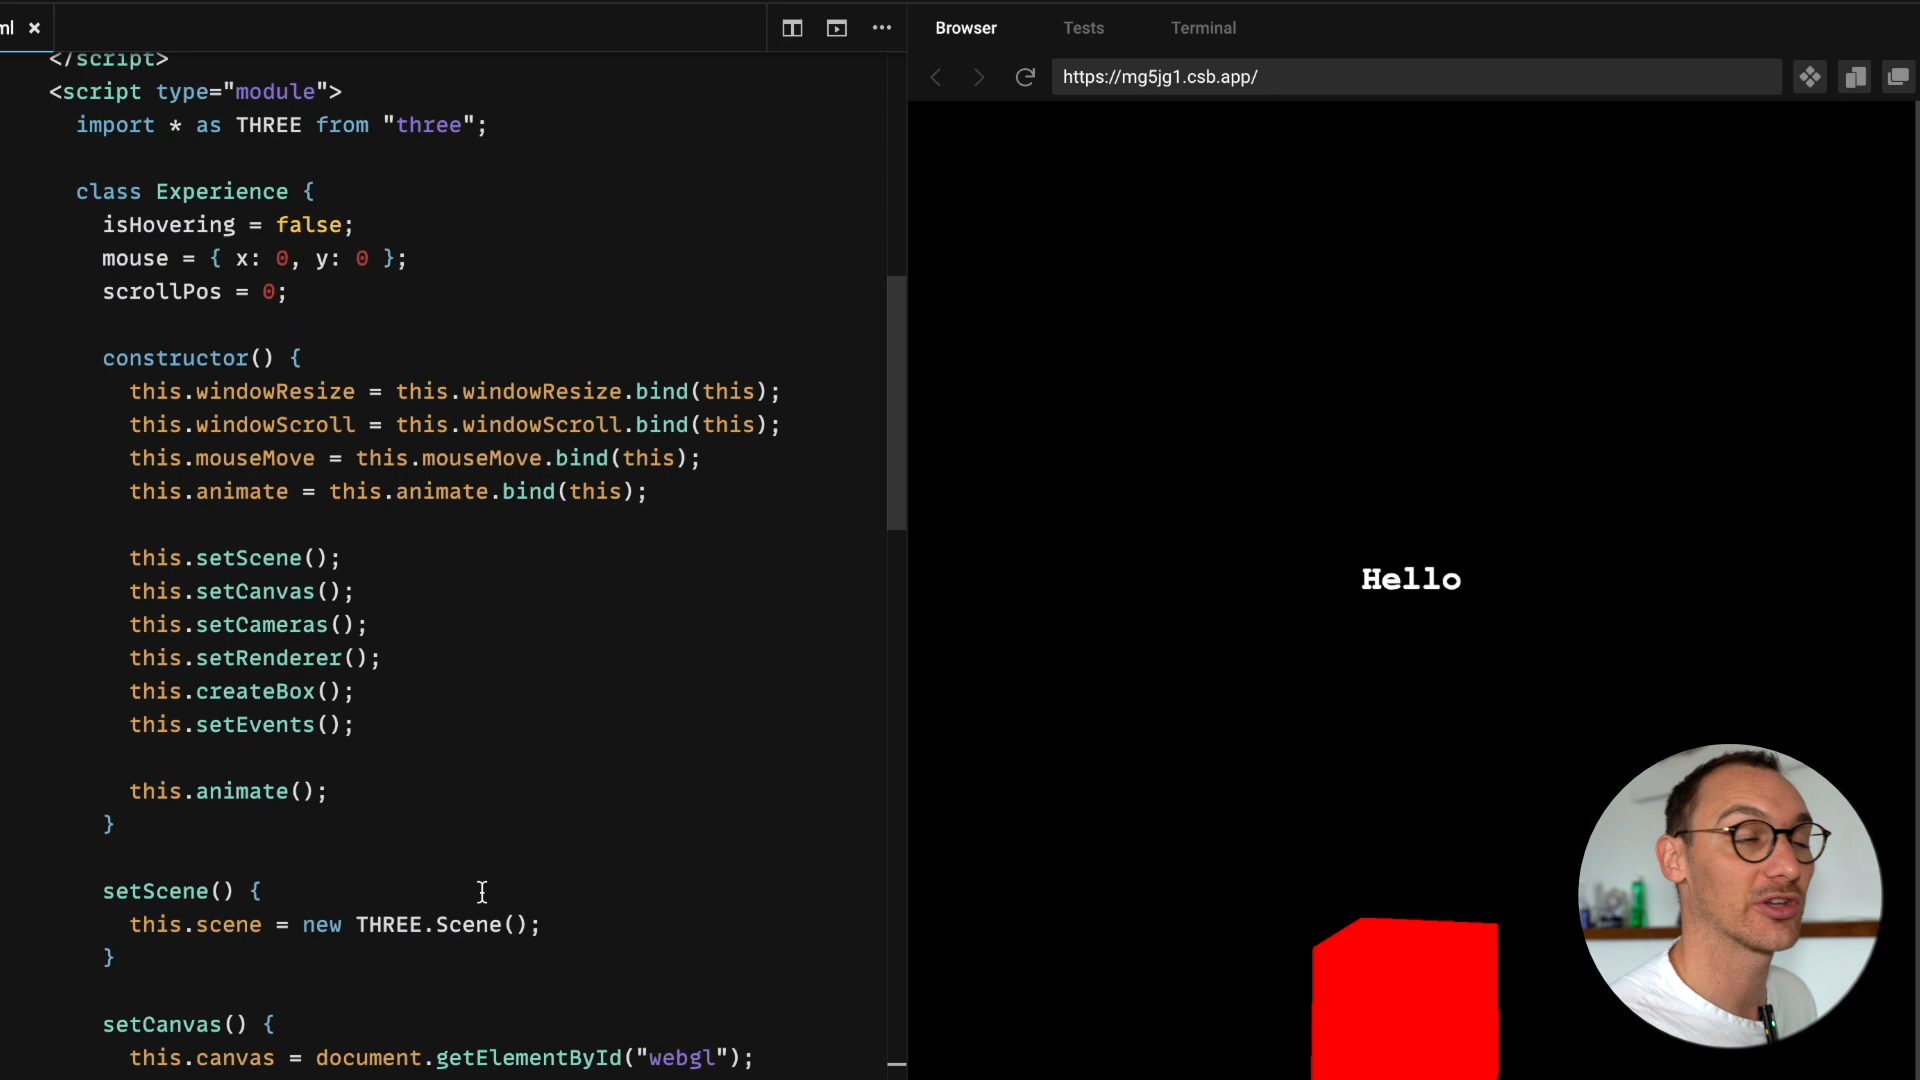 ml
</script>
<script type="module">
import * as THREE from "three";
class Experience {
isHovering = false;
mouse = { x: 0, y: 0 };
scrollPos = 0;
constructor() {
this.windowResize = this.windowResize.bind(this);
this.windowScroll = this.windowScroll.bind(this);
this.mouseMove = this.mouseMove.bind(this);
this.animate = this.animate.bind(this);
this.setScene();
this.setCanvas();
this.setCameras();
this.setRenderer();
this.createBox();
this.setEvents();
this.animate();
}
setScene() {
this.scene = new THREE.Scene();
}
setCanvas() {
this.canvas = document.getElementById("webgl");
Browser Tests Terminal
https://mg5jg1.csb.app/
Hello